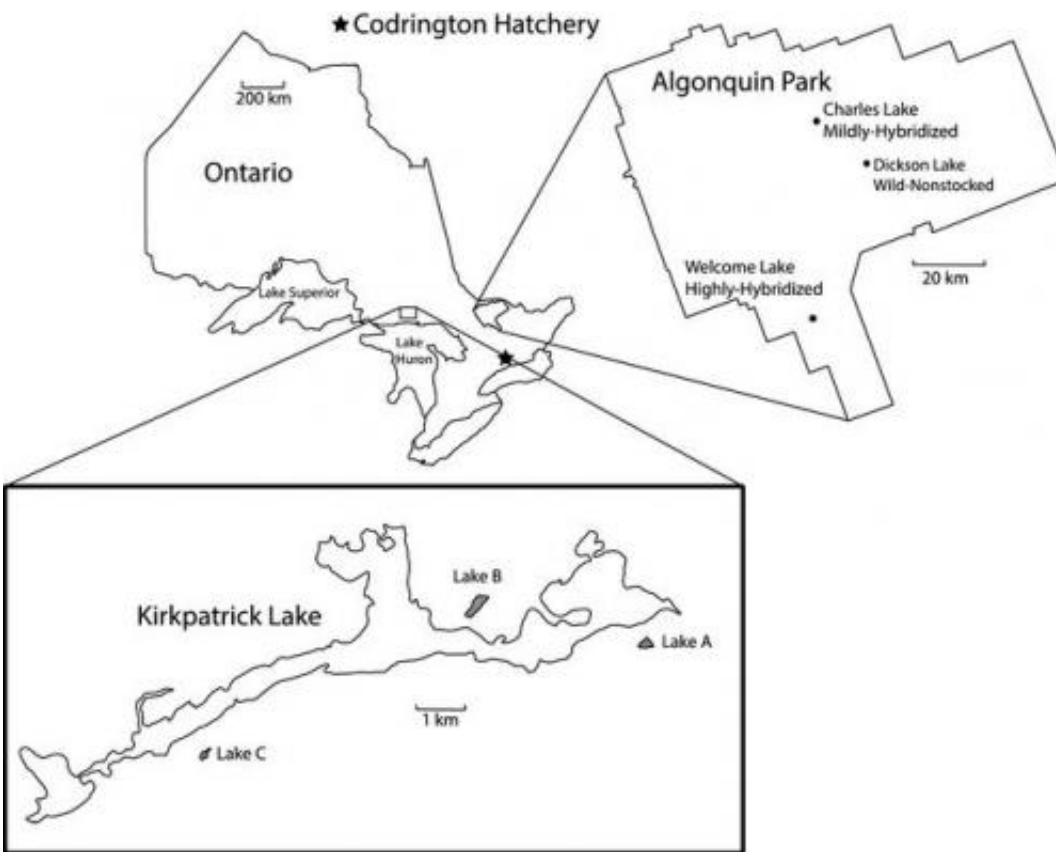 ★ Codrington Hatchery
200 km
Ontario
Lake Superior
Lake
Huron
Algonquin Park
Charles Lake
Mildly-Hybridized
Dickson Lake
Wild-Nonstocked
Welcome Lake
Highly-Hybridized
20 km
Kirkpatrick Lake
Lake B
Lake A
1 km
Lake C